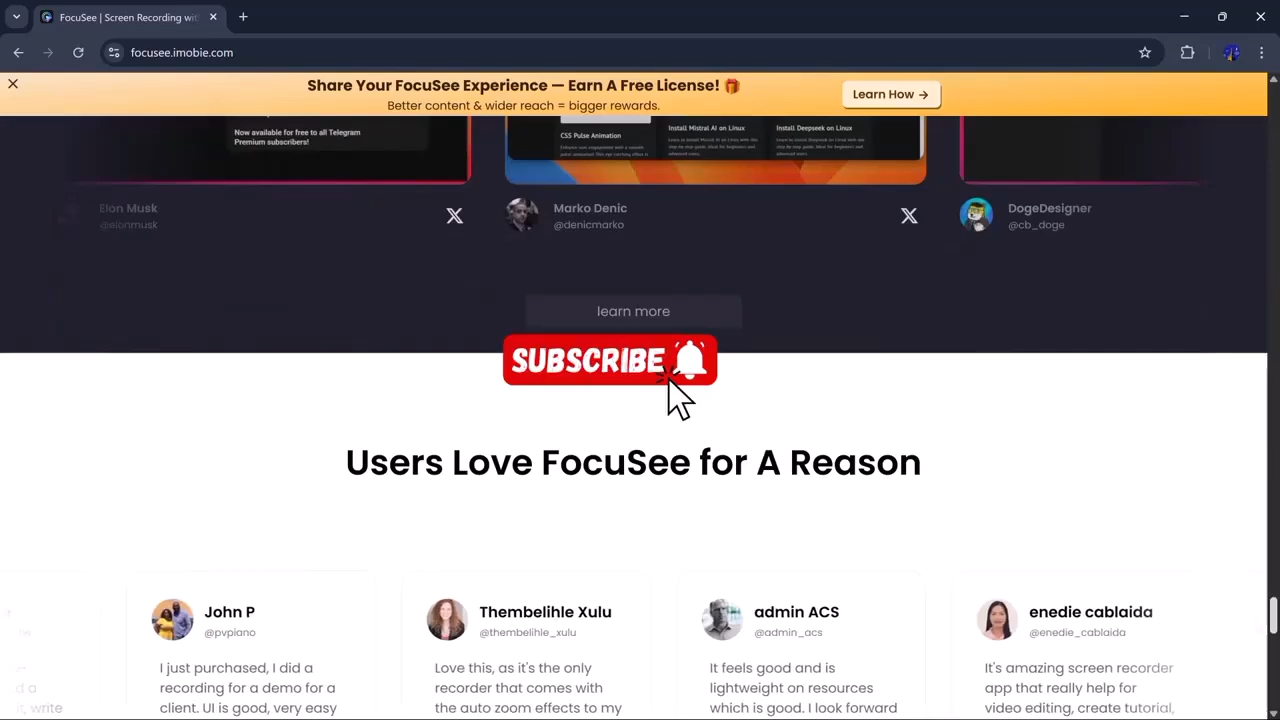 FocuSee | Screen Recording wit
focusee.imobie.com
Share Your FocuSee Experience — Earn A Free License! 🎁
Better content & wider reach = bigger rewards.
Learn How →
Now available for free to all Telegram
Premium subscribers!
CSS Pulse Animation
Install Mistral AI on Linux
Install Deepseek on Linux
Elon Musk
@elonmusk
Marko Denic
@denicmarko
DogeDesigner
@cb_doge
learn more
SUBSCRIBE
Users Love FocuSee for A Reason
John P
@pvpiano
I just purchased, I did a
recording for a demo for a
client. UI is good, very easy
Thembelihle Xulu
@thembelihle_xulu
Love this, as it's the only
recorder that comes with
the auto zoom effects to my
admin ACS
@admin_acs
It feels good and is
lightweight on resources
which is good. I look forward
enedie cablaida
@enedie_cablaida
It's amazing screen recorder
app that really help for
video editing, create tutorial,
d a
t, write